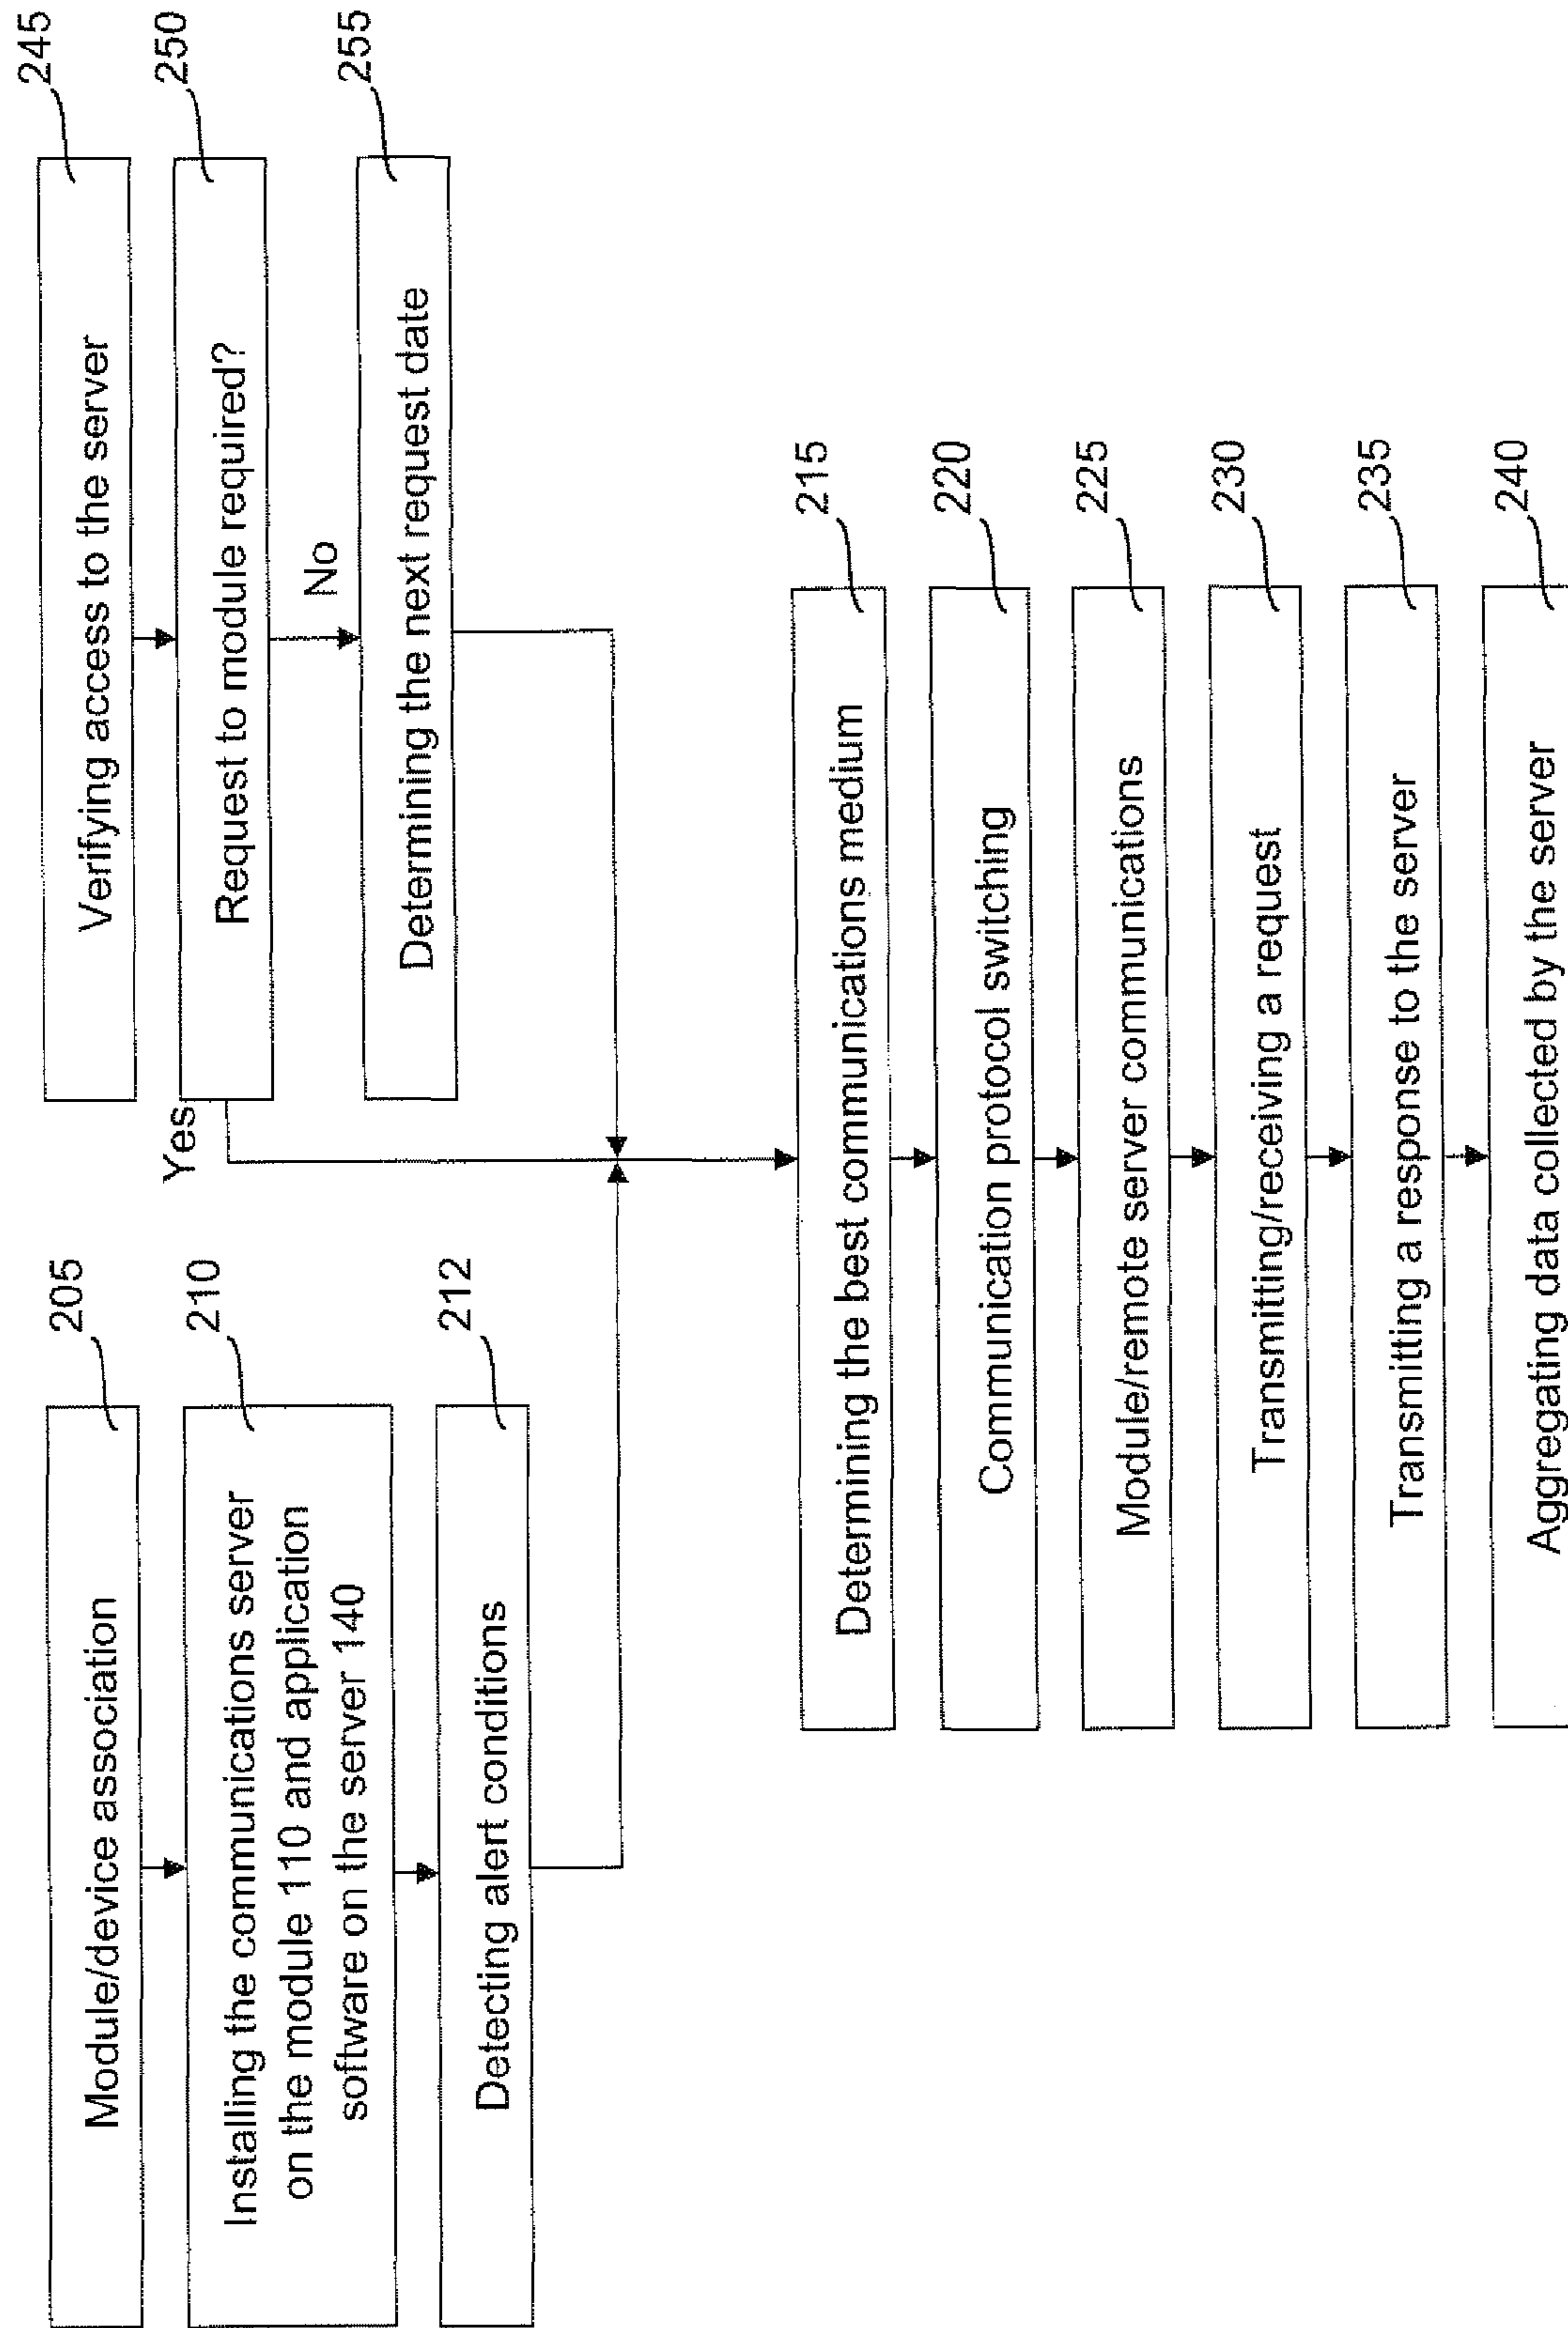 205
Module/device association
210
Installing the communications server
on the module 110 and application
software on the server 140
212
Detecting alert conditions
245
Verifying access to the server
250
Request to module required?
Yes
No
255
Determining the next request date
215
Determining the best communications medium
220
Communication protocol switching
225
Module/remote server communications
230
Transmitting/receiving a request
235
Transmitting a response to the server
240
Aggregating data collected by the server